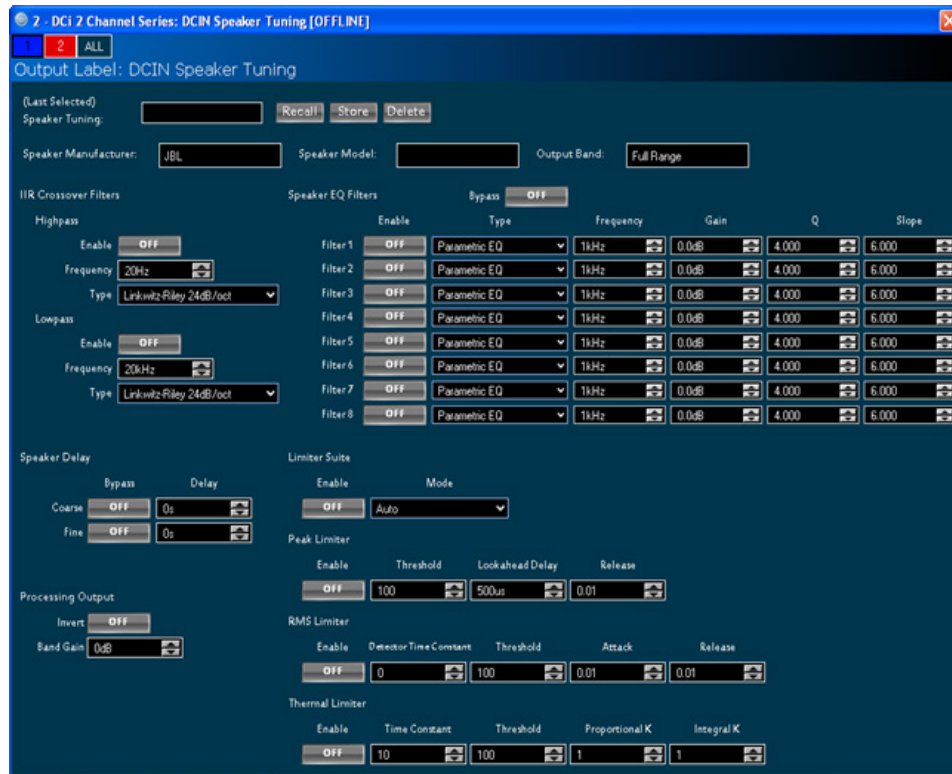 2 - DCi 2 Channel Series: DCIN Speaker Tuning [OFFLINE]
1 2 ALL
Output Label: DCIN Speaker Tuning
(Last Selected)
Speaker Tuning: Recall Store Delete
Speaker Manufacturer: JBL Speaker Model: Output Band: Full Range
IIR Crossover Filters
Highpass
Enable OFF
Frequency 20Hz
Type Linkwitz-Riley 24dB/oct
Lowpass
Enable OFF
Frequency 20kHz
Type Linkwitz-Riley 24dB/oct
Speaker EQ Filters Bypass OFF
Enable Type Frequency Gain Q Slope
Filter 1 OFF Parametric EQ 1kHz 0.0dB 4.000 6.000
Filter 2 OFF Parametric EQ 1kHz 0.0dB 4.000 6.000
Filter 3 OFF Parametric EQ 1kHz 0.0dB 4.000 6.000
Filter 4 OFF Parametric EQ 1kHz 0.0dB 4.000 6.000
Filter 5 OFF Parametric EQ 1kHz 0.0dB 4.000 6.000
Filter 6 OFF Parametric EQ 1kHz 0.0dB 4.000 6.000
Filter 7 OFF Parametric EQ 1kHz 0.0dB 4.000 6.000
Filter 8 OFF Parametric EQ 1kHz 0.0dB 4.000 6.000
Speaker Delay
Bypass Delay
Coarse OFF 0s
Fine OFF 0s
Processing Output
Invert OFF
Band Gain 0dB
Limiter Suite
Enable Mode
OFF Auto
Peak Limiter
Enable Threshold Lookahead Delay Release
OFF 100 500us 0.01
RMS Limiter
Enable Detector Time Constant Threshold Attack Release
OFF 0 100 0.01 0.01
Thermal Limiter
Enable Time Constant Threshold Proportional K Integral K
OFF 10 100 1 1